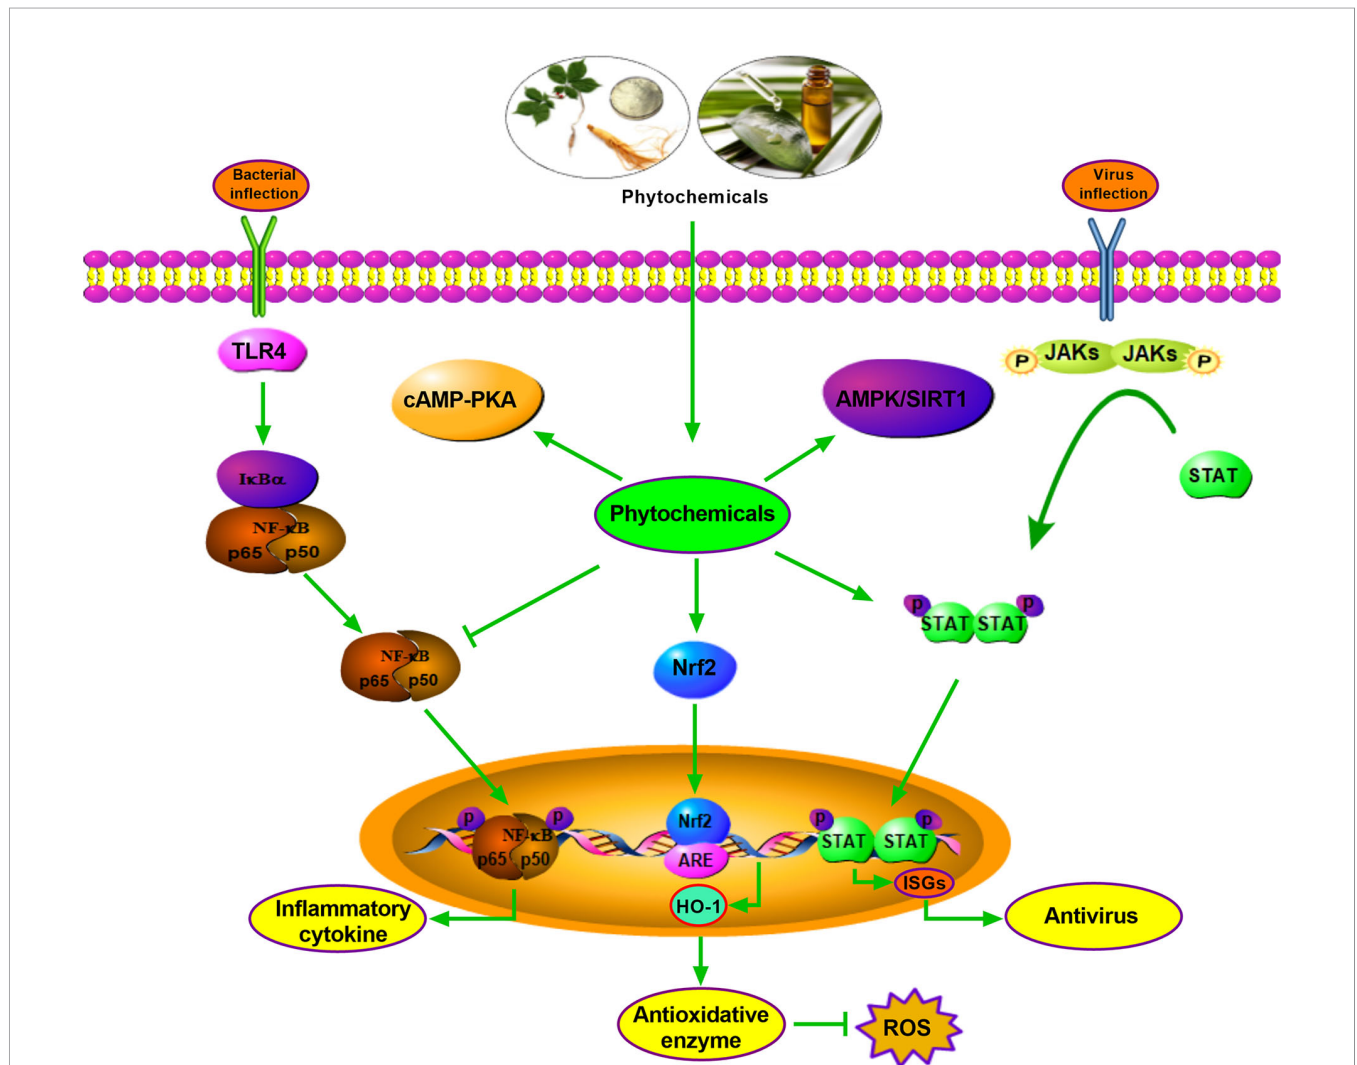 Phytochemicals
Bacterial
inflection
Virus
inflection
TLR4
cAMP-PKA
AMPK/SIRT1
P
JAKs
JAKs
P
IκBα
NF-κB
p65
p50
Phytochemicals
STAT
NF-κB
p65
p50
Nrf2
p
STAT
STAT
p
p
NF-κB
p65
p50
p
Nrf2
ARE
HO-1
p
STAT
STAT
p
ISGs
Inflammatory
cytokine
Antivirus
Antioxidative
enzyme
ROS